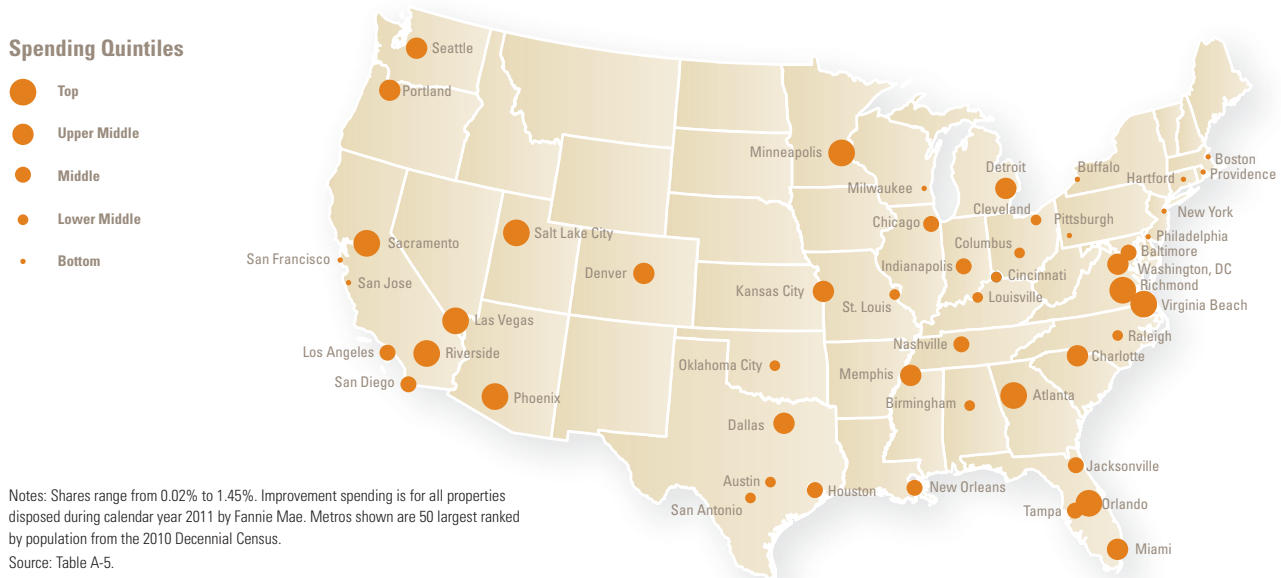 Spending Quintiles
Top
Upper Middle
Middle
Lower Middle
Bottom
Seattle
Portland
Minneapolis
Milwaukee
Detroit
Buffalo
Boston
Hartford
Providence
Chicago
Cleveland
Pittsburgh
New York
Sacramento
Salt Lake City
Columbus
Philadelphia
Baltimore
San Francisco
Denver
Indianapolis
Cincinnati
Washington, DC
San Jose
Kansas City
St. Louis
Louisville
Richmond
Virginia Beach
Las Vegas
Los Angeles
Riverside
Nashville
Raleigh
Charlotte
San Diego
Oklahoma City
Memphis
Phoenix
Birmingham
Atlanta
Dallas
Austin
Houston
New Orleans
Jacksonville
San Antonio
Tampa
Orlando
Miami
Notes: Shares range from 0.02% to 1.45%. Improvement spending is for all properties
disposed during calendar year 2011 by Fannie Mae. Metros shown are 50 largest ranked
by population from the 2010 Decennial Census.
Source: Table A-5.